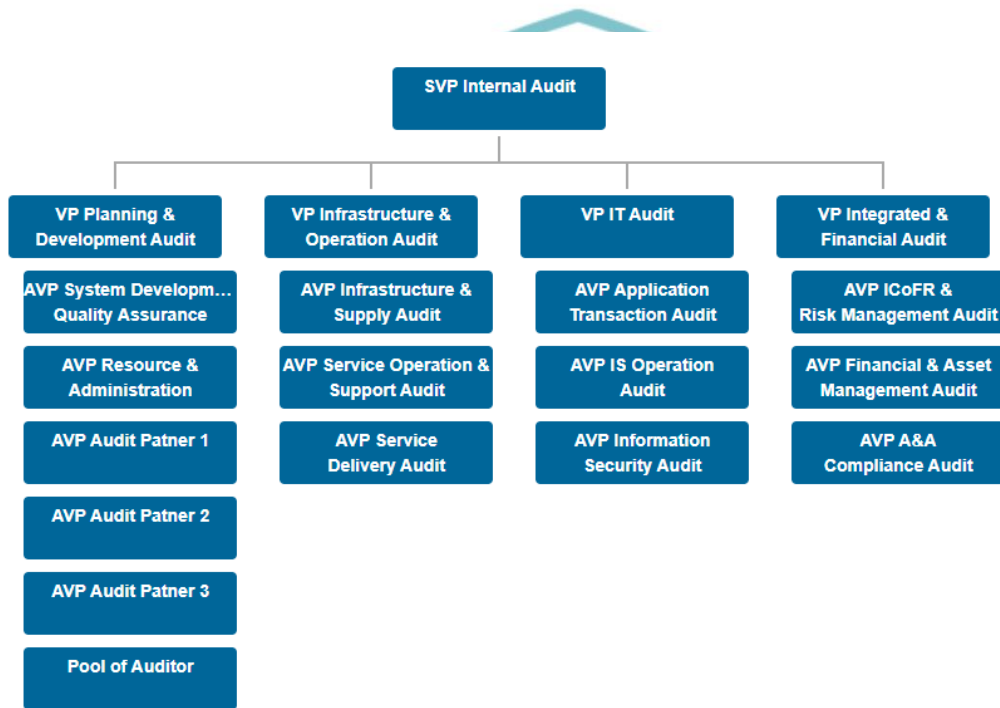 SVP Internal Audit
VP Planning &
Development Audit
VP Infrastructure &
Operation Audit
VP IT Audit
VP Integrated &
Financial Audit
AVP System Developm...
Quality Assurance
AVP Infrastructure &
Supply Audit
AVP Application
Transaction Audit
AVP ICoFR &
Risk Management Audit
AVP Resource &
Administration
AVP Service Operation &
Support Audit
AVP IS Operation
Audit
AVP Financial & Asset
Management Audit
AVP Audit Patner 1
AVP Service
Delivery Audit
AVP Information
Security Audit
AVP A&A
Compliance Audit
AVP Audit Patner 2
AVP Audit Patner 3
Pool of Auditor